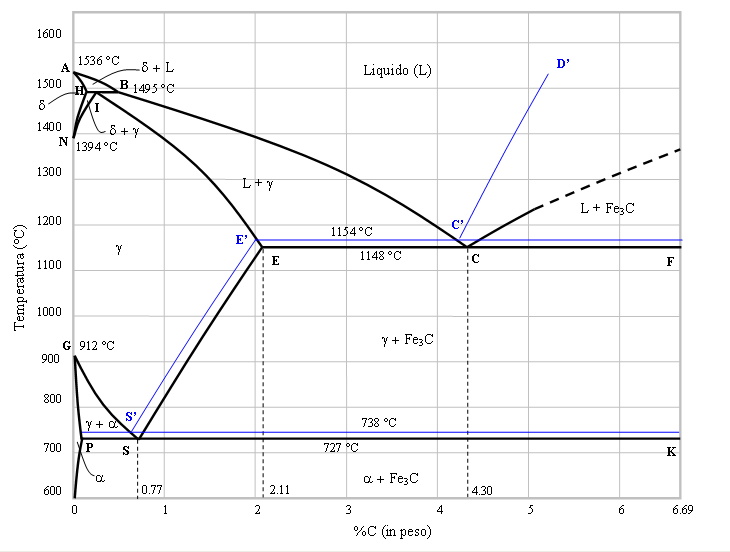 1600
1500
1400
1300
1200
1100
1000
900
800
700
600
Temperatura (°C)
A
1536 °C
δ + L
Liquido (L)
D’
δ
H
I
B
1495 °C
δ + γ
N
1394 °C
L + γ
L + Fe3C
C’
E’
1154 °C
γ
E
1148 °C
C
F
G
912 °C
γ + Fe3C
S’
γ + α
738 °C
P
S
727 °C
K
α
α + Fe3C
0.77
2.11
4.30
0
1
2
3
4
5
6
6.69
%C (in peso)